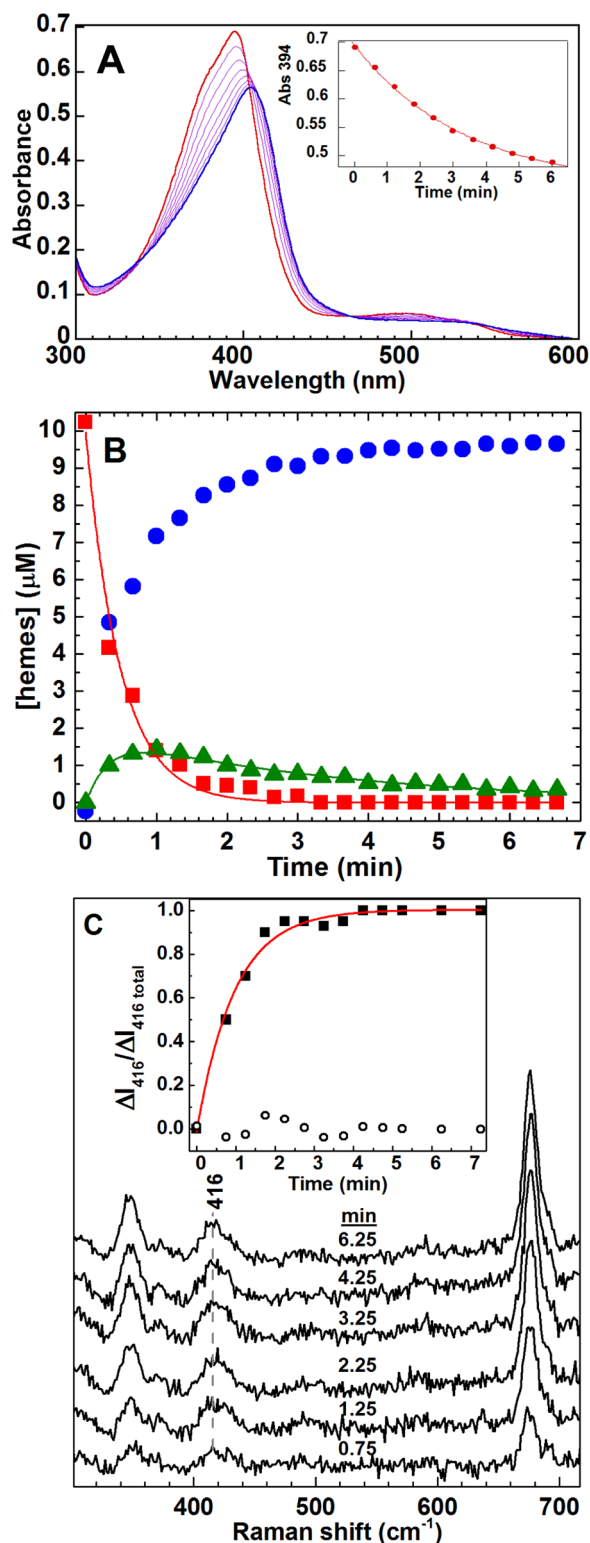 A
0.7
0.6
0.5
0.4
0.3
0.2
0.1
0
Absorbance
300
400
500
600
Wavelength (nm)
0.7
0.65
0.6
0.55
0.5
Abs 394
0 1 2 3 4 5 6
Time (min)
B
10
9
8
7
6
5
4
3
2
1
0
[hemes] (μM)
0 1 2 3 4 5 6 7
Time (min)
C
1.0
0.8
0.6
0.4
0.2
0.0
ΔI416/ΔI416 total
0 1 2 3 4 5 6 7
Time (min)
416
min
6.25
4.25
3.25
2.25
1.25
0.75
400 500 600 700
Raman shift (cm-1)